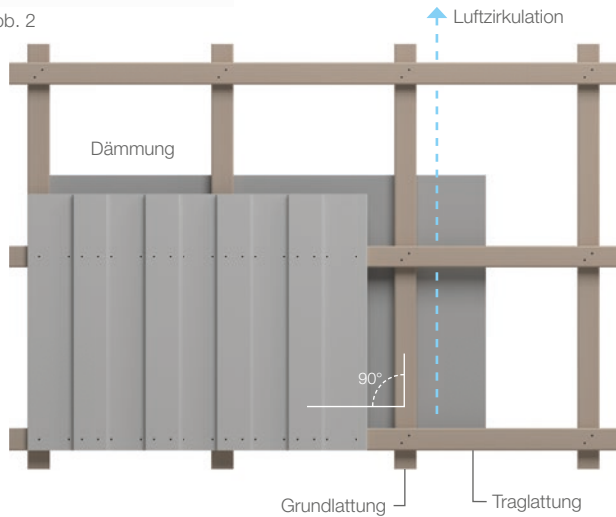 bb. 2
Luftzirkulation
Dämmung
90°
Grundlattung
Traglattung